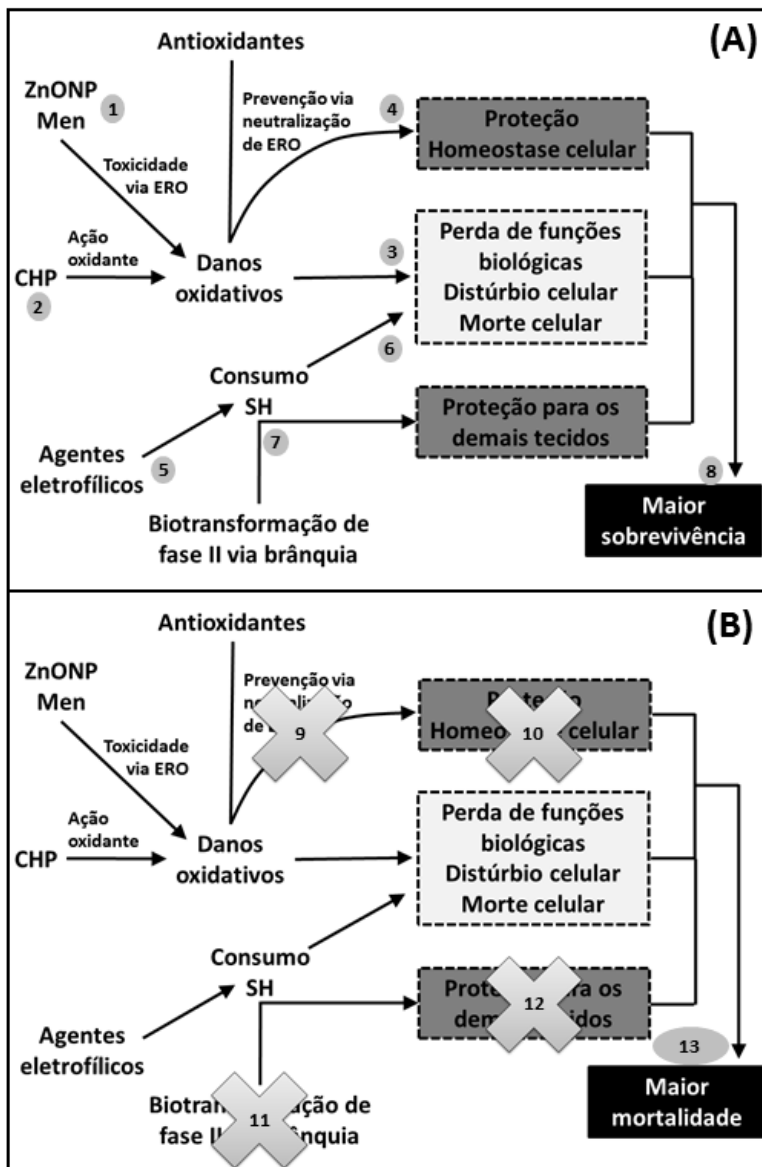 (A)
Antioxidantes
ZnONP
Men
1
Toxicidade
via ERO
Prevenção via
neutralização
de ERO
4
Proteção
Homeostase celular
Ação
oxidante
CHP
2
Danos
oxidativos
3
Perda de funções
biológicas
Distúrbio celular
Morte celular
6
Consumo
SH
7
Proteção para os
demais tecidos
Agentes
eletrofílicos
5
8
Biotransformação de
fase II via brânquia
Maior
sobrevivência
(B)
Antioxidantes
ZnONP
Men
Toxicidade
via ERO
Prevenção via
de
9
10
celular
Ação
oxidante
CHP
Danos
oxidativos
Perda de funções
biológicas
Distúrbio celular
Morte celular
Consumo
SH
12
os
Agentes
eletrofílicos
13
11
de
fase
Maior
mortalidade